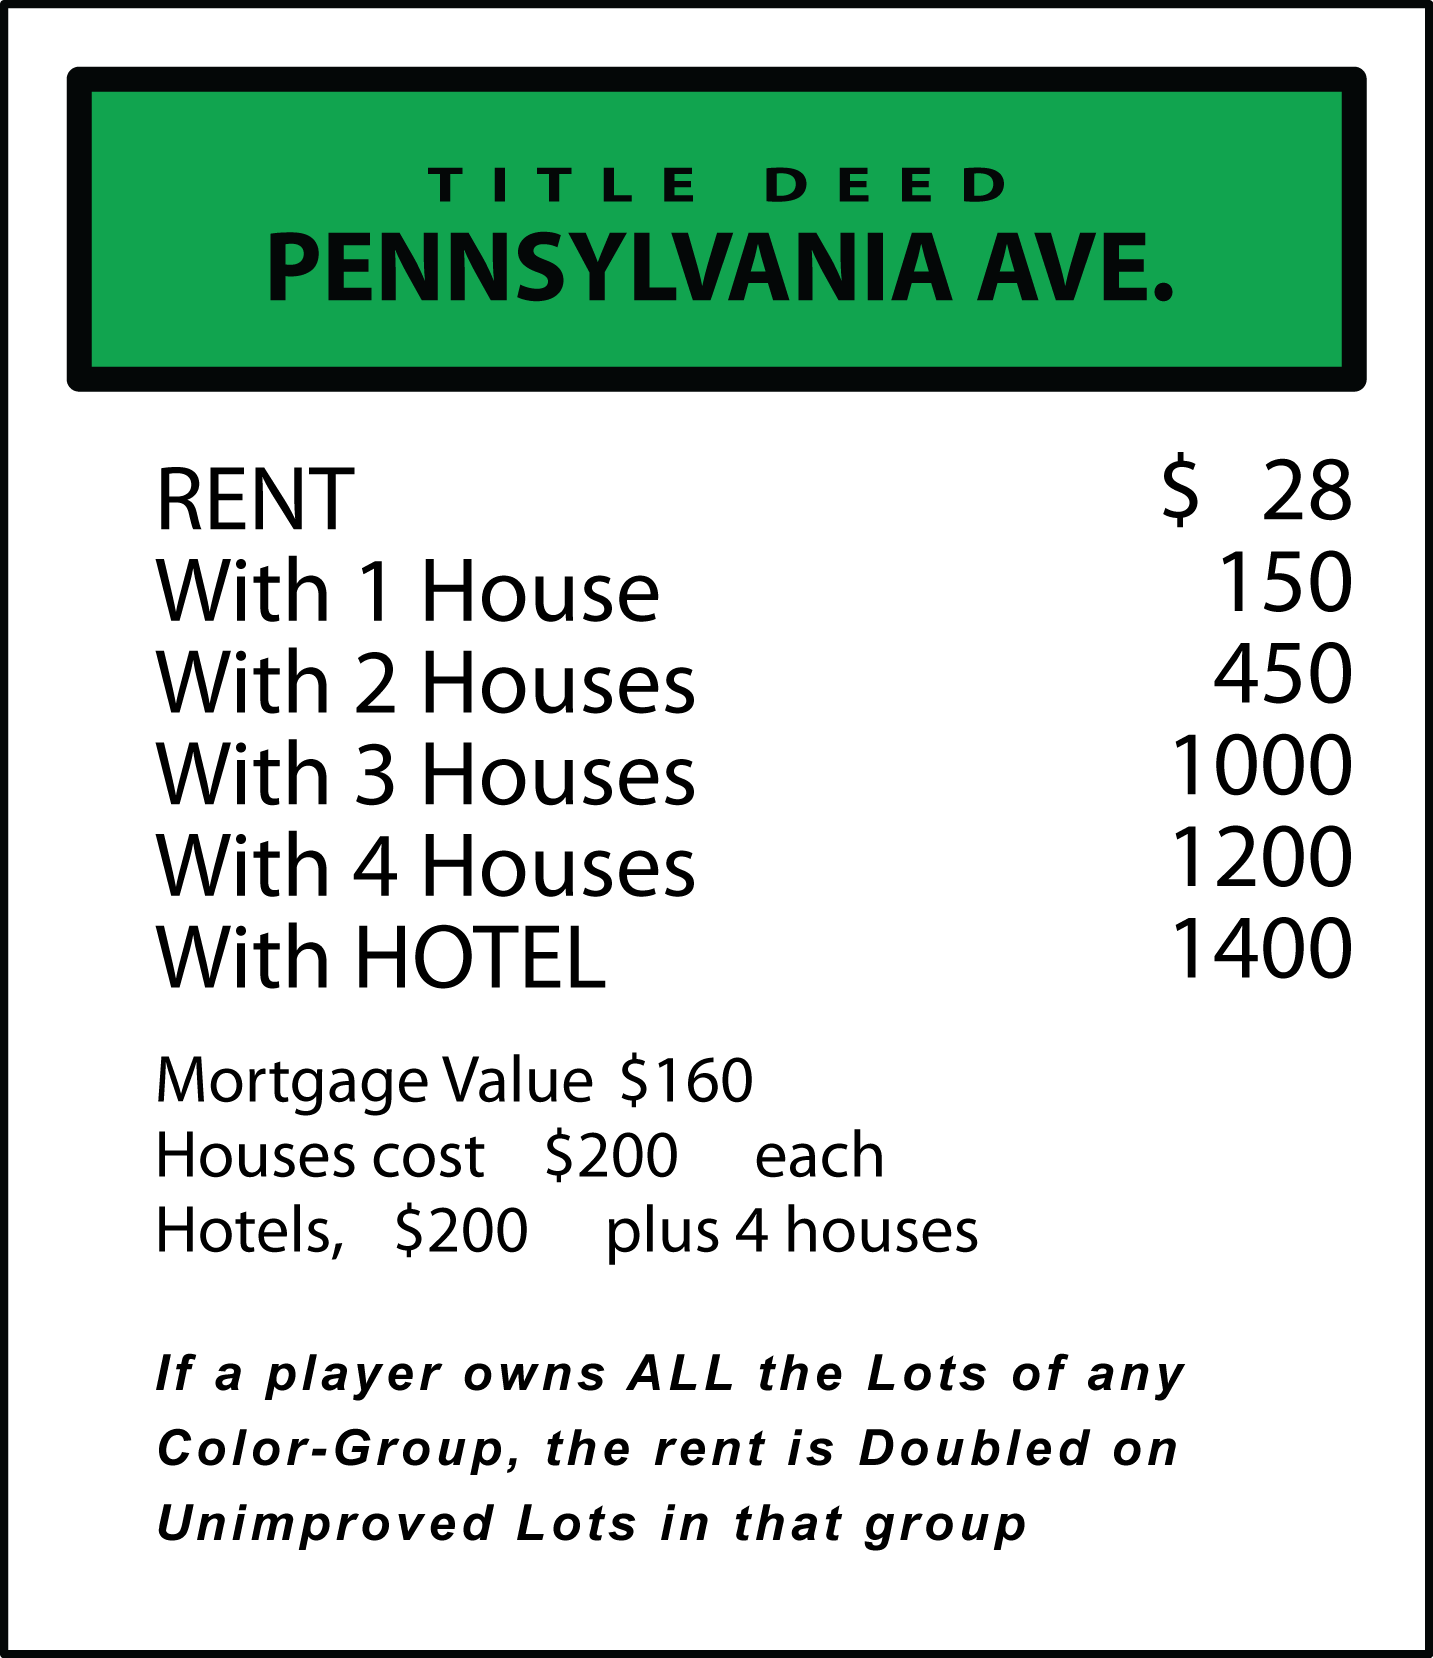 TITLE DEED
PENNSYLVANIA AVE.
RENT $ 28
With 1 House 150
With 2 Houses 450
With 3 Houses 1000
With 4 Houses 1200
With HOTEL 1400
Mortgage Value $160
Houses cost $200 each
Hotels, $200 plus 4 houses
If a player owns ALL the Lots of any
Color-Group, the rent is Doubled on
Unimproved Lots in that group